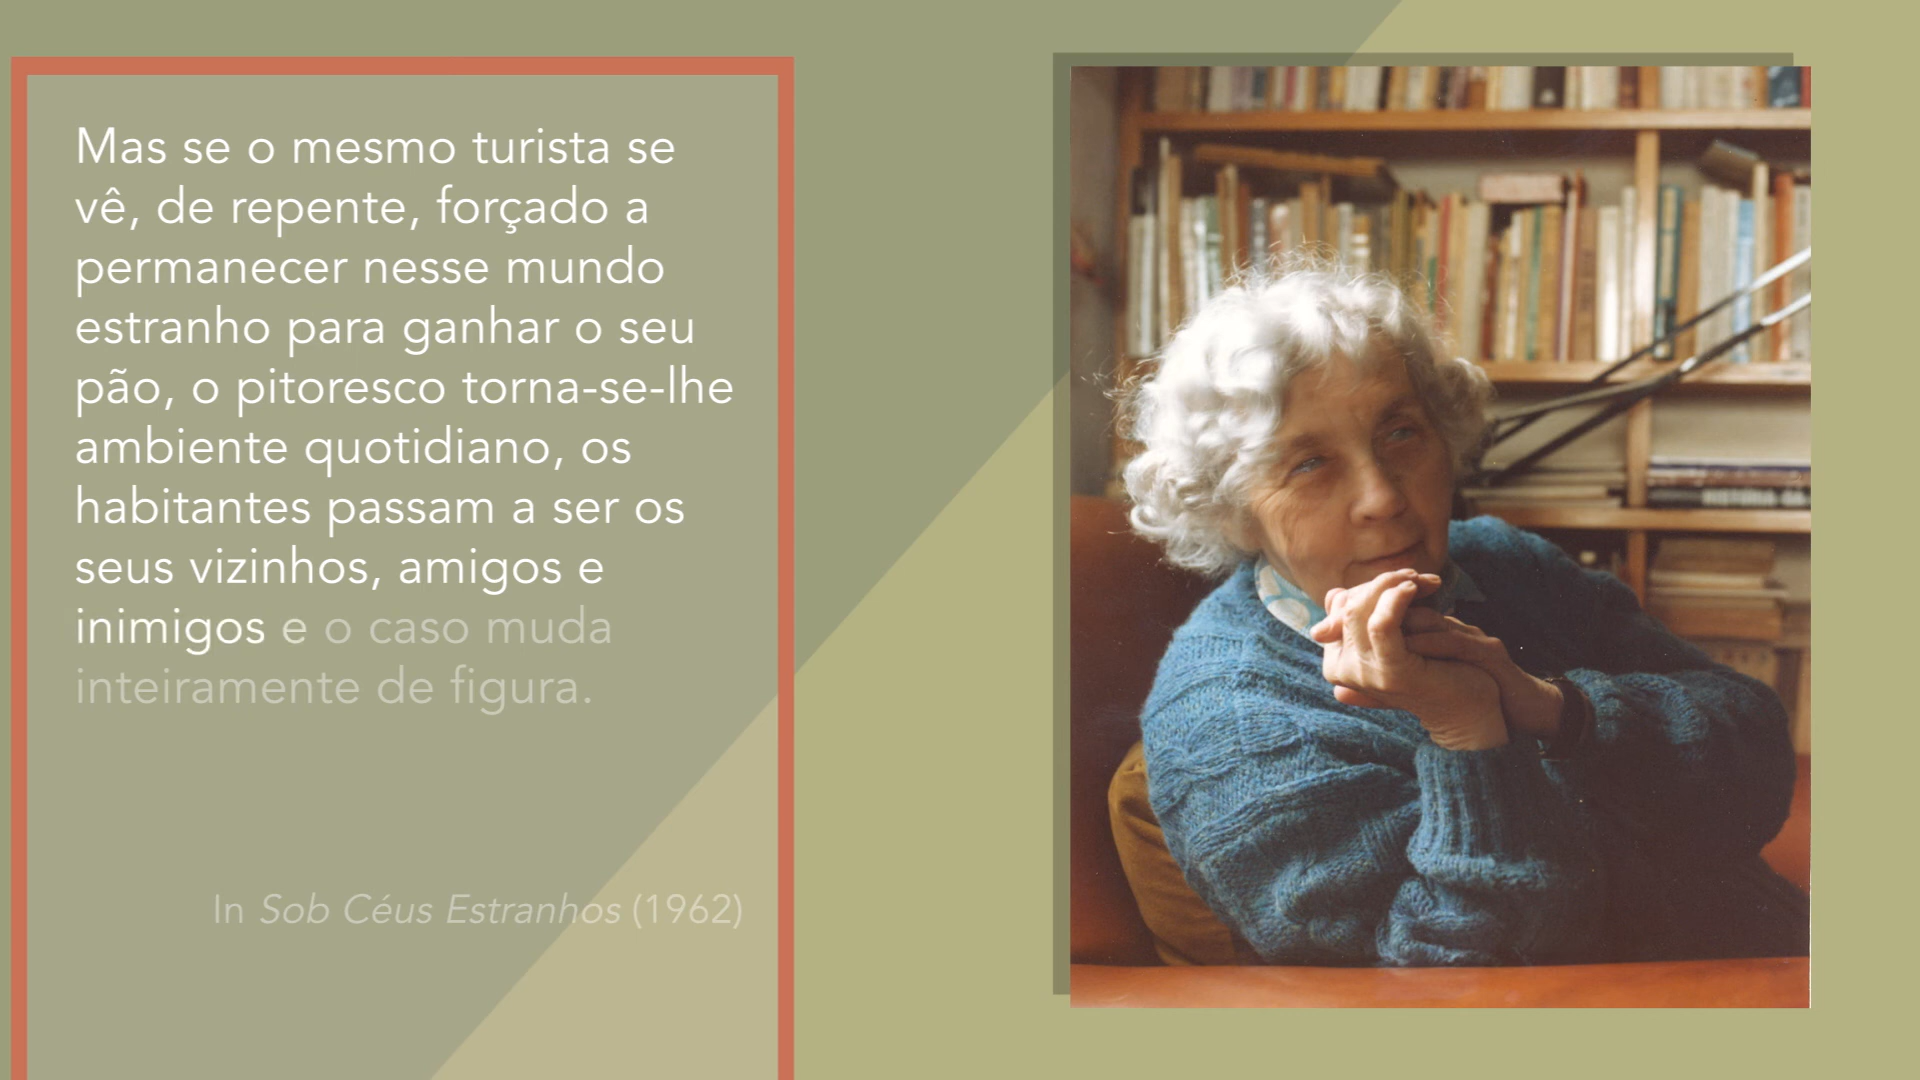 Mas se o mesmo turista se
vê, de repente, forçado a
permanecer nesse mundo
estranho para ganhar o seu
pão, o pitoresco torna-se-lhe
ambiente quotidiano, os
habitantes passam a ser os
seus vizinhos, amigos e
inimigos e o caso muda
inteiramente de figura.
In Sob Céus Estranhos (1962)